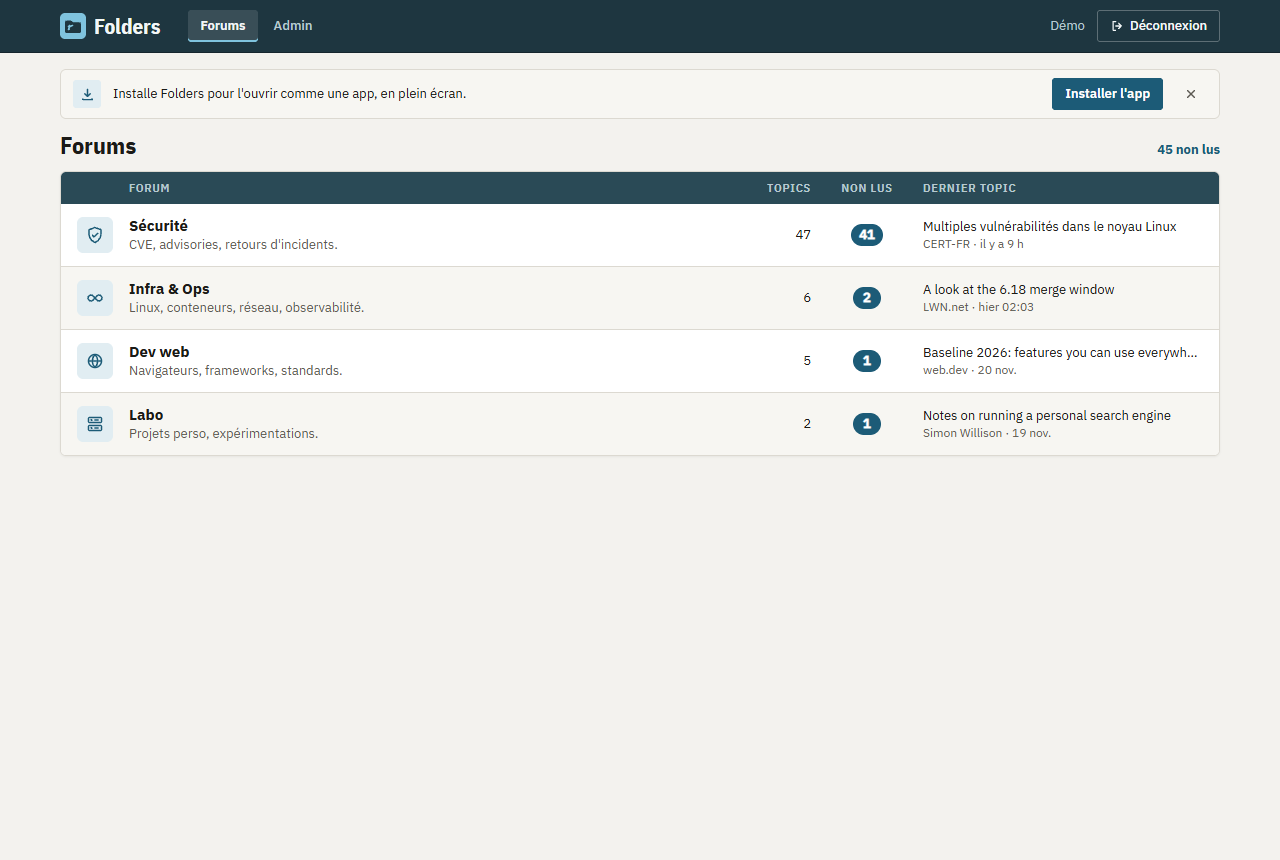 Folders
Forums
Admin
Démo
Déconnexion
Installe Folders pour l'ouvrir comme une app, en plein écran.
Installer l'app
Forums
45 non lus
FORUM
TOPICS
NON LUS
DERNIER TOPIC
Sécurité
CVE, advisories, retours d'incidents.
47
41
Multiples vulnérabilités dans le noyau Linux
CERT-FR · il y a 9 h
Infra & Ops
Linux, conteneurs, réseau, observabilité.
6
2
A look at the 6.18 merge window
LWN.net · hier 02:03
Dev web
Navigateurs, frameworks, standards.
5
1
Baseline 2026: features you can use everywh...
web.dev · 20 nov.
Labo
Projets perso, expérimentations.
2
1
Notes on running a personal search engine
Simon Willison · 19 nov.